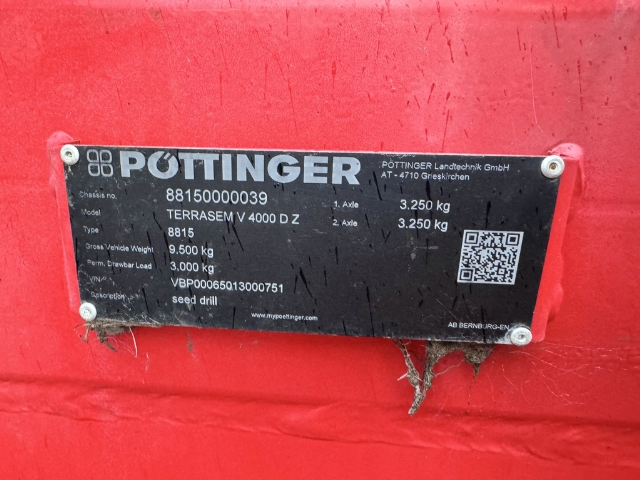 PÖTTINGER
PÖTTINGER Landtechnik GmbH
AT - 4710 Grieskirchen
Chassis no. 88150000039
1. Axle 3.250 kg
Model TERRASEM V 4000 D Z
2. Axle 3.250 kg
Type 8815
Gross Vehicle Weight 9.500 kg
Perm. Drawbar Load 3.000 kg
VIN VBP00065013000751
Description seed drill
www.mypoettinger.com
AB BERNBURG-EN